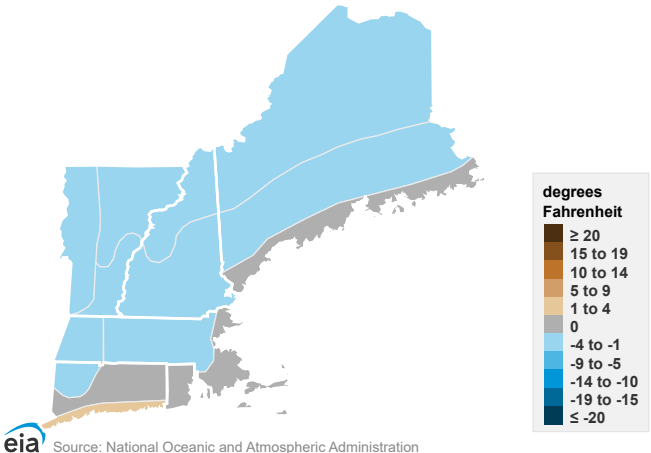 degrees
Fahrenheit
≥ 20
15 to 19
10 to 14
5 to 9
1 to 4
0
-4 to -1
-9 to -5
-14 to -10
-19 to -15
≤ -20
eia
Source: National Oceanic and Atmospheric Administration